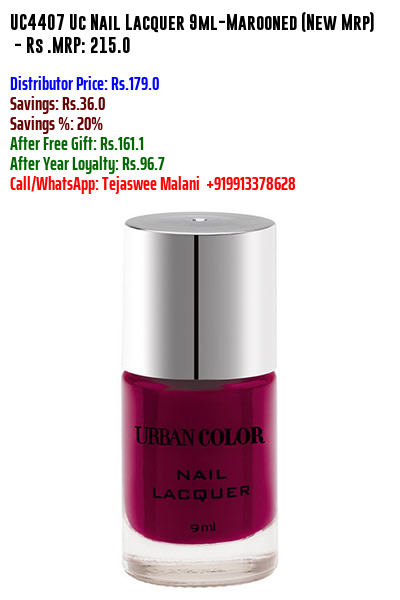 UC4407 Uc Nail Lacquer 9ml-Marooned (New Mrp)
- Rs .MRP: 215.0
Distributor Price: Rs.179.0
Savings: Rs.36.0
Savings %: 20%
After Free Gift: Rs.161.1
After Year Loyalty: Rs.96.7
Call/WhatsApp: Tejaswee Malani +919913378628
URBAN COLOR
NAIL
LACQUER
9ml